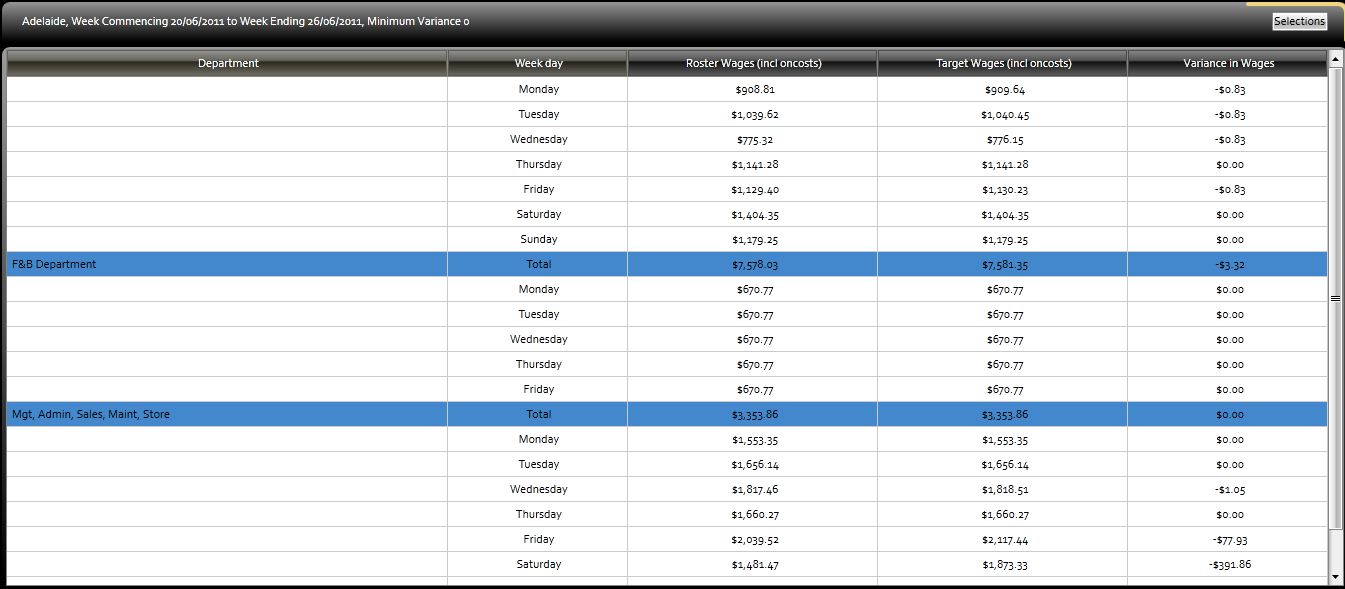 Adelaide, Week Commencing 20/06/2011 to Week Ending 26/06/2011, Minimum Variance 0 Selections
Department Week day Roster Wages (incl oncosts) Target Wages (incl oncosts) Variance in Wages
Monday $908.81 $909.64 -$0.83
Tuesday $1,039.62 $1,040.45 -$0.83
Wednesday $775.32 $776.15 -$0.83
Thursday $1,141.28 $1,141.28 $0.00
Friday $1,129.40 $1,130.23 -$0.83
Saturday $1,404.35 $1,404.35 $0.00
Sunday $1,179.25 $1,179.25 $0.00
F&B Department Total $7,578.03 $7,581.35 -$3.32
Monday $670.77 $670.77 $0.00
Tuesday $670.77 $670.77 $0.00
Wednesday $670.77 $670.77 $0.00
Thursday $670.77 $670.77 $0.00
Friday $670.77 $670.77 $0.00
Mgt, Admin, Sales, Maint, Store Total $3,353.86 $3,353.86 $0.00
Monday $1,553.35 $1,553.35 $0.00
Tuesday $1,656.14 $1,656.14 $0.00
Wednesday $1,817.46 $1,818.51 -$1.05
Thursday $1,660.27 $1,660.27 $0.00
Friday $2,039.52 $2,117.44 -$77.93
Saturday $1,481.47 $1,873.33 -$391.86